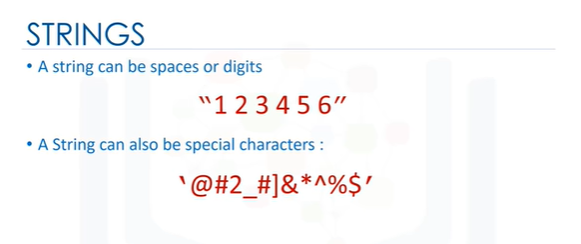 STRINGS
• A string can be spaces or digits
“1 2 3 4 5 6”
• A String can also be special characters :
‘@#2_#]&*^%$’